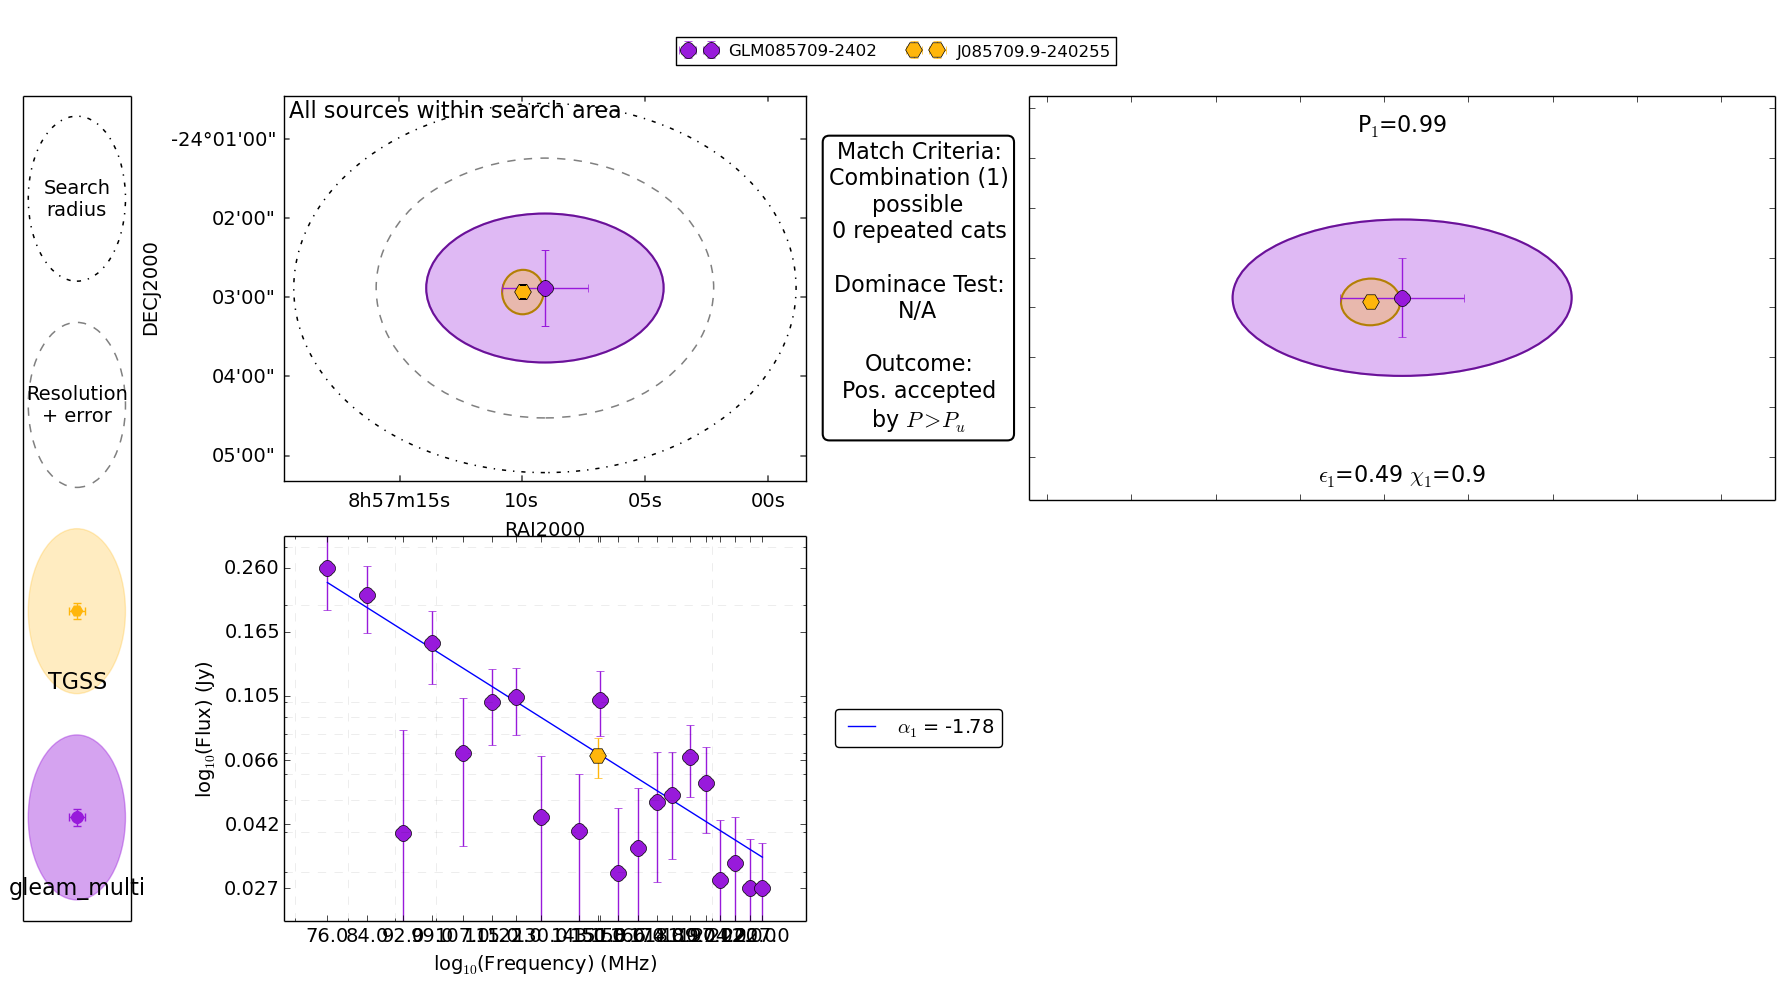 GLM085709-2402 J085709.9-240255
Search
radius
Resolution
+ error
TGSS
gleam_multi
All sources within search area
DECJ2000
-24°01'00"
02'00"
03'00"
04'00"
05'00"
8h57m15s 10s 05s 00s
RAJ2000
Match Criteria:
Combination (1)
possible
0 repeated cats
Dominace Test:
N/A
Outcome:
Pos. accepted
by P>Pu
P1=0.99
ϵ1=0.49 χ1=0.9
log10(Flux) (Jy)
0.260
0.165
0.105
0.066
0.042
0.027
76.0 84.0 92.0 99.0
log10(Frequency) (MHz)
α1 = -1.78